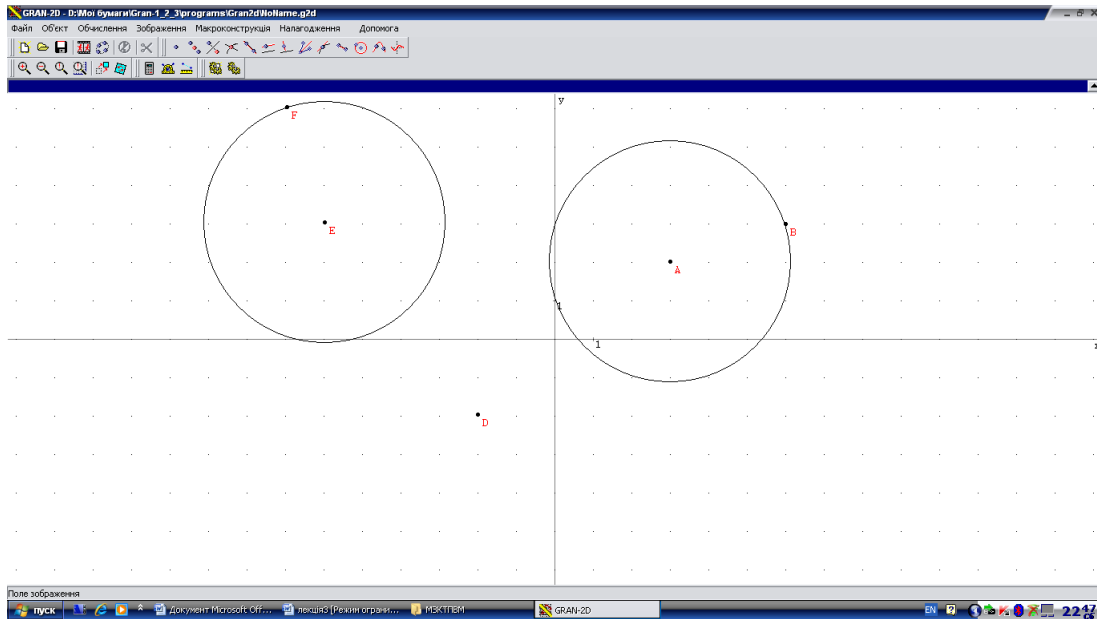 GRAN-2D - D:\Мої бумаги\Gran-1_2_3\programs\Gran2d\NoName.g2d
Файл Об'єкт Обчислення Зображення Макроконструкція Налагодження Допомога
y
F
E
B
A
1
1
x
D
Поле зображення
пуск Документ Microsoft Off... лекція3 [Режим ограни... МЗКТПВМ GRAN-2D EN 22